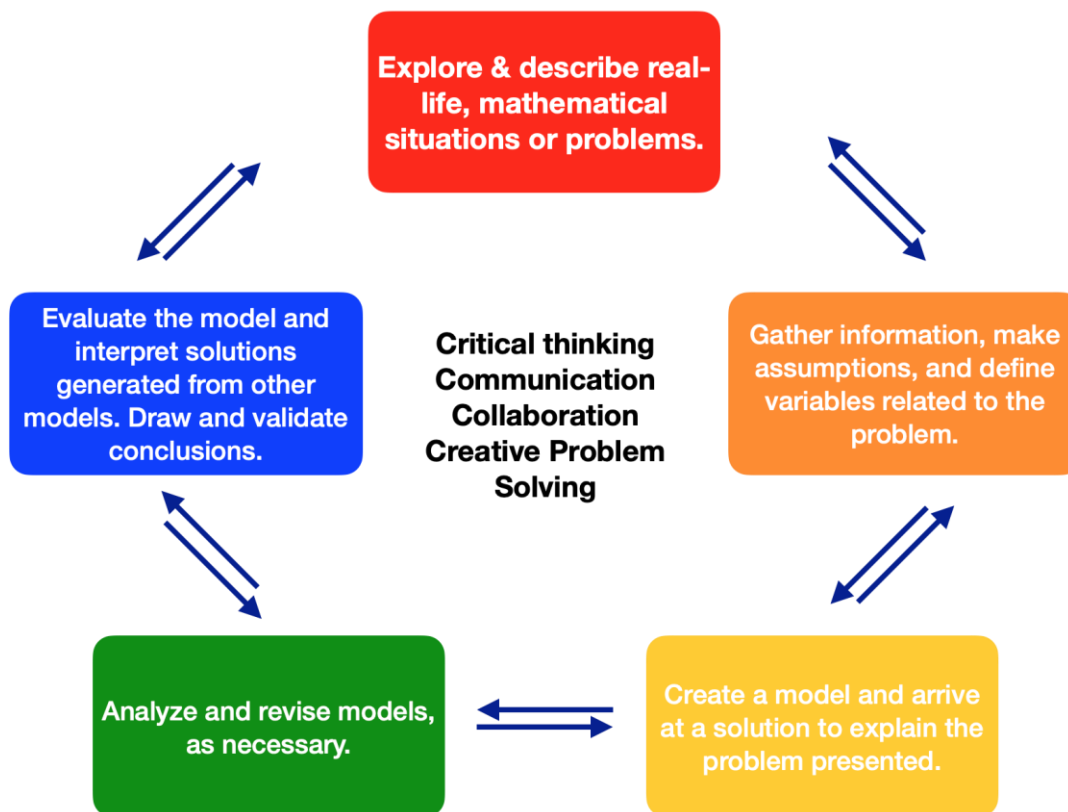 Explore & describe real-
life, mathematical
situations or problems.
Evaluate the model and
interpret solutions
generated from other
models. Draw and validate
conclusions.
Critical thinking
Communication
Collaboration
Creative Problem
Solving
Gather information, make
assumptions, and define
variables related to the
problem.
Analyze and revise models,
as necessary.
Create a model and arrive
at a solution to explain the
problem presented.